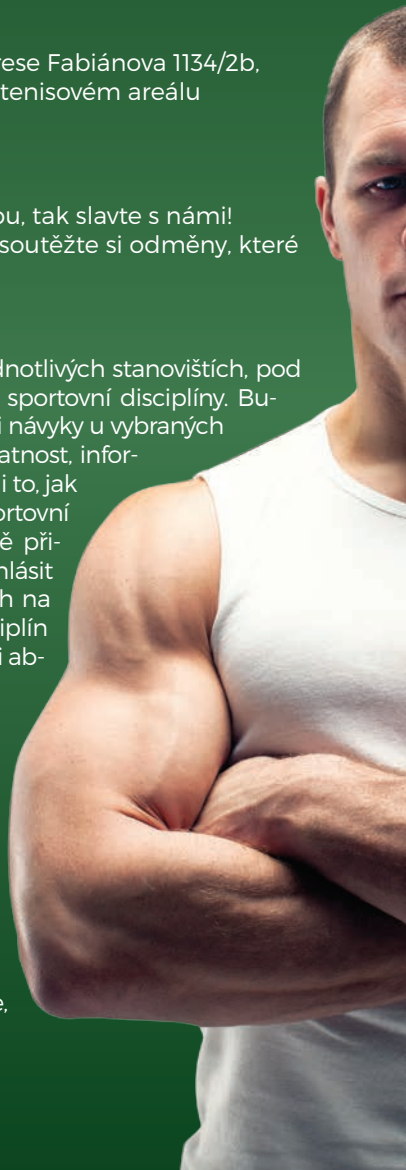 rese Fabiánova 1134/2b,
tenisovém areálu
ou, tak slavte s námi!
soutěžte si odměny, které
dnotlivých stanovištích, pod
sportovní disciplíny. Bu-
i návyky u vybraných
atnost, infor-
i to, jak
ortovní
ě při-
hlásit
h na
iplín
i ab-
e,